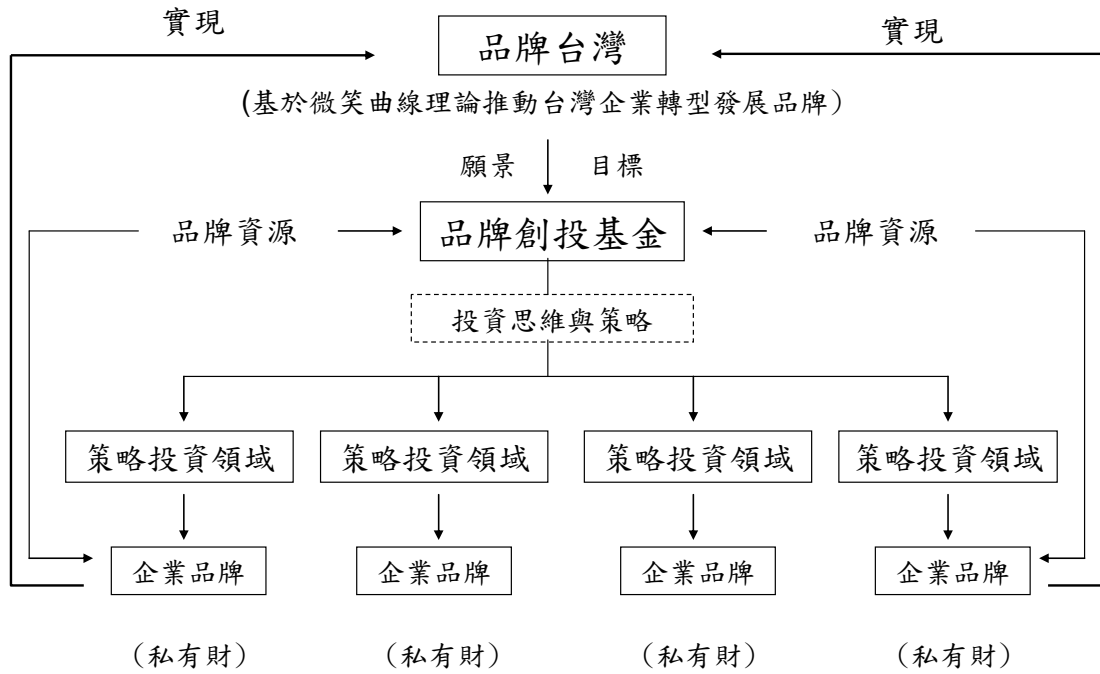 實現
實現
品牌台灣
(基於微笑曲線理論推動台灣企業轉型發展品牌）
願景
目標
品牌資源
品牌創投基金
品牌資源
投資思維與策略
策略投資領域
策略投資領域
策略投資領域
策略投資領域
企業品牌
企業品牌
企業品牌
企業品牌
（私有財）
（私有財）
（私有財）
（私有財）